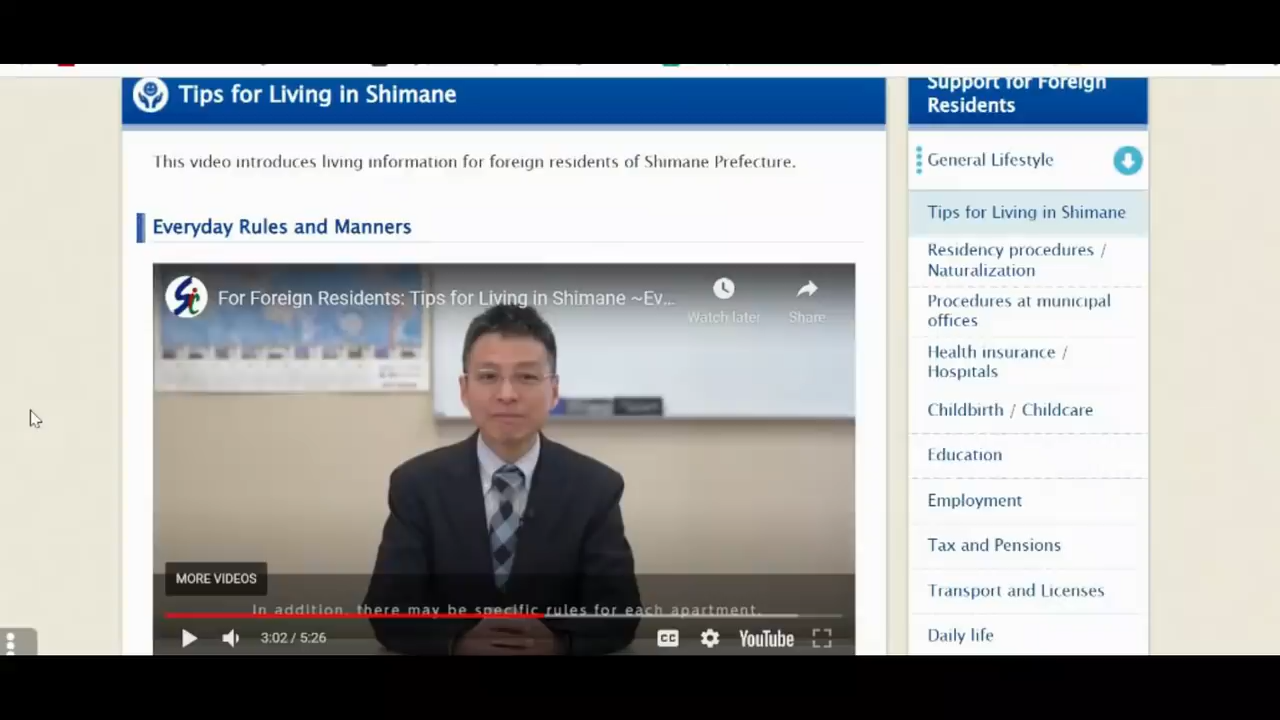 Tips for Living in Shimane
This video introduces living information for foreign residents of Shimane Prefecture.
Everyday Rules and Manners
For Foreign Residents: Tips for Living in Shimane ~Ev...
Watch later
Share
MORE VIDEOS
In addition, there may be specific rules for each apartment.
3:02 / 5:26
CC
YouTube
Support for Foreign
Residents
General Lifestyle
Tips for Living in Shimane
Residency procedures /
Naturalization
Procedures at municipal
offices
Health insurance /
Hospitals
Childbirth / Childcare
Education
Employment
Tax and Pensions
Transport and Licenses
Daily life